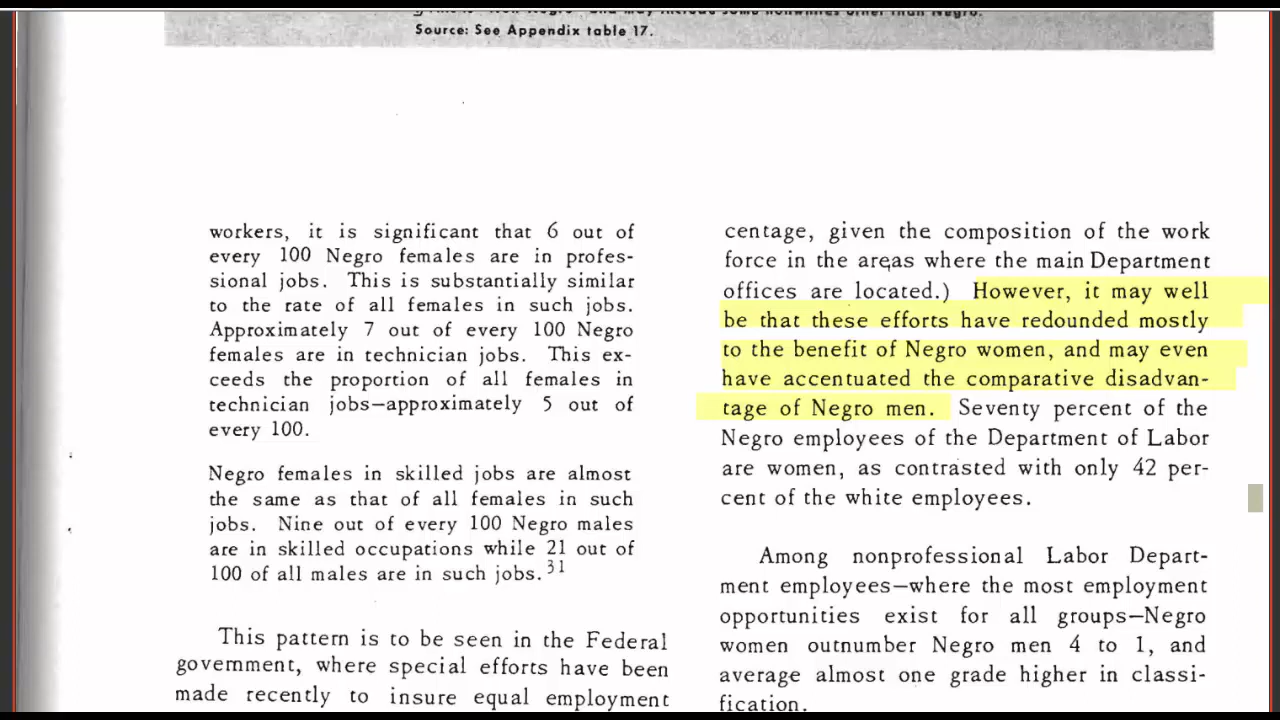 Source: See Appendix table 17.
workers, it is significant that 6 out of
every 100 Negro females are in profes-
sional jobs. This is substantially similar
to the rate of all females in such jobs.
Approximately 7 out of every 100 Negro
females are in technician jobs. This ex-
ceeds the proportion of all females in
technician jobs—approximately 5 out of
every 100.
Negro females in skilled jobs are almost
the same as that of all females in such
jobs. Nine out of every 100 Negro males
are in skilled occupations while 21 out of
100 of all males are in such jobs.31
This pattern is to be seen in the Federal
government, where special efforts have been
made recently to insure equal employment
centage, given the composition of the work
force in the areas where the main Department
offices are located.) However, it may well
be that these efforts have redounded mostly
to the benefit of Negro women, and may even
have accentuated the comparative disadvan-
tage of Negro men. Seventy percent of the
Negro employees of the Department of Labor
are women, as contrasted with only 42 per-
cent of the white employees.
Among nonprofessional Labor Depart-
ment employees—where the most employment
opportunities exist for all groups—Negro
women outnumber Negro men 4 to 1, and
average almost one grade higher in classi-
fication.